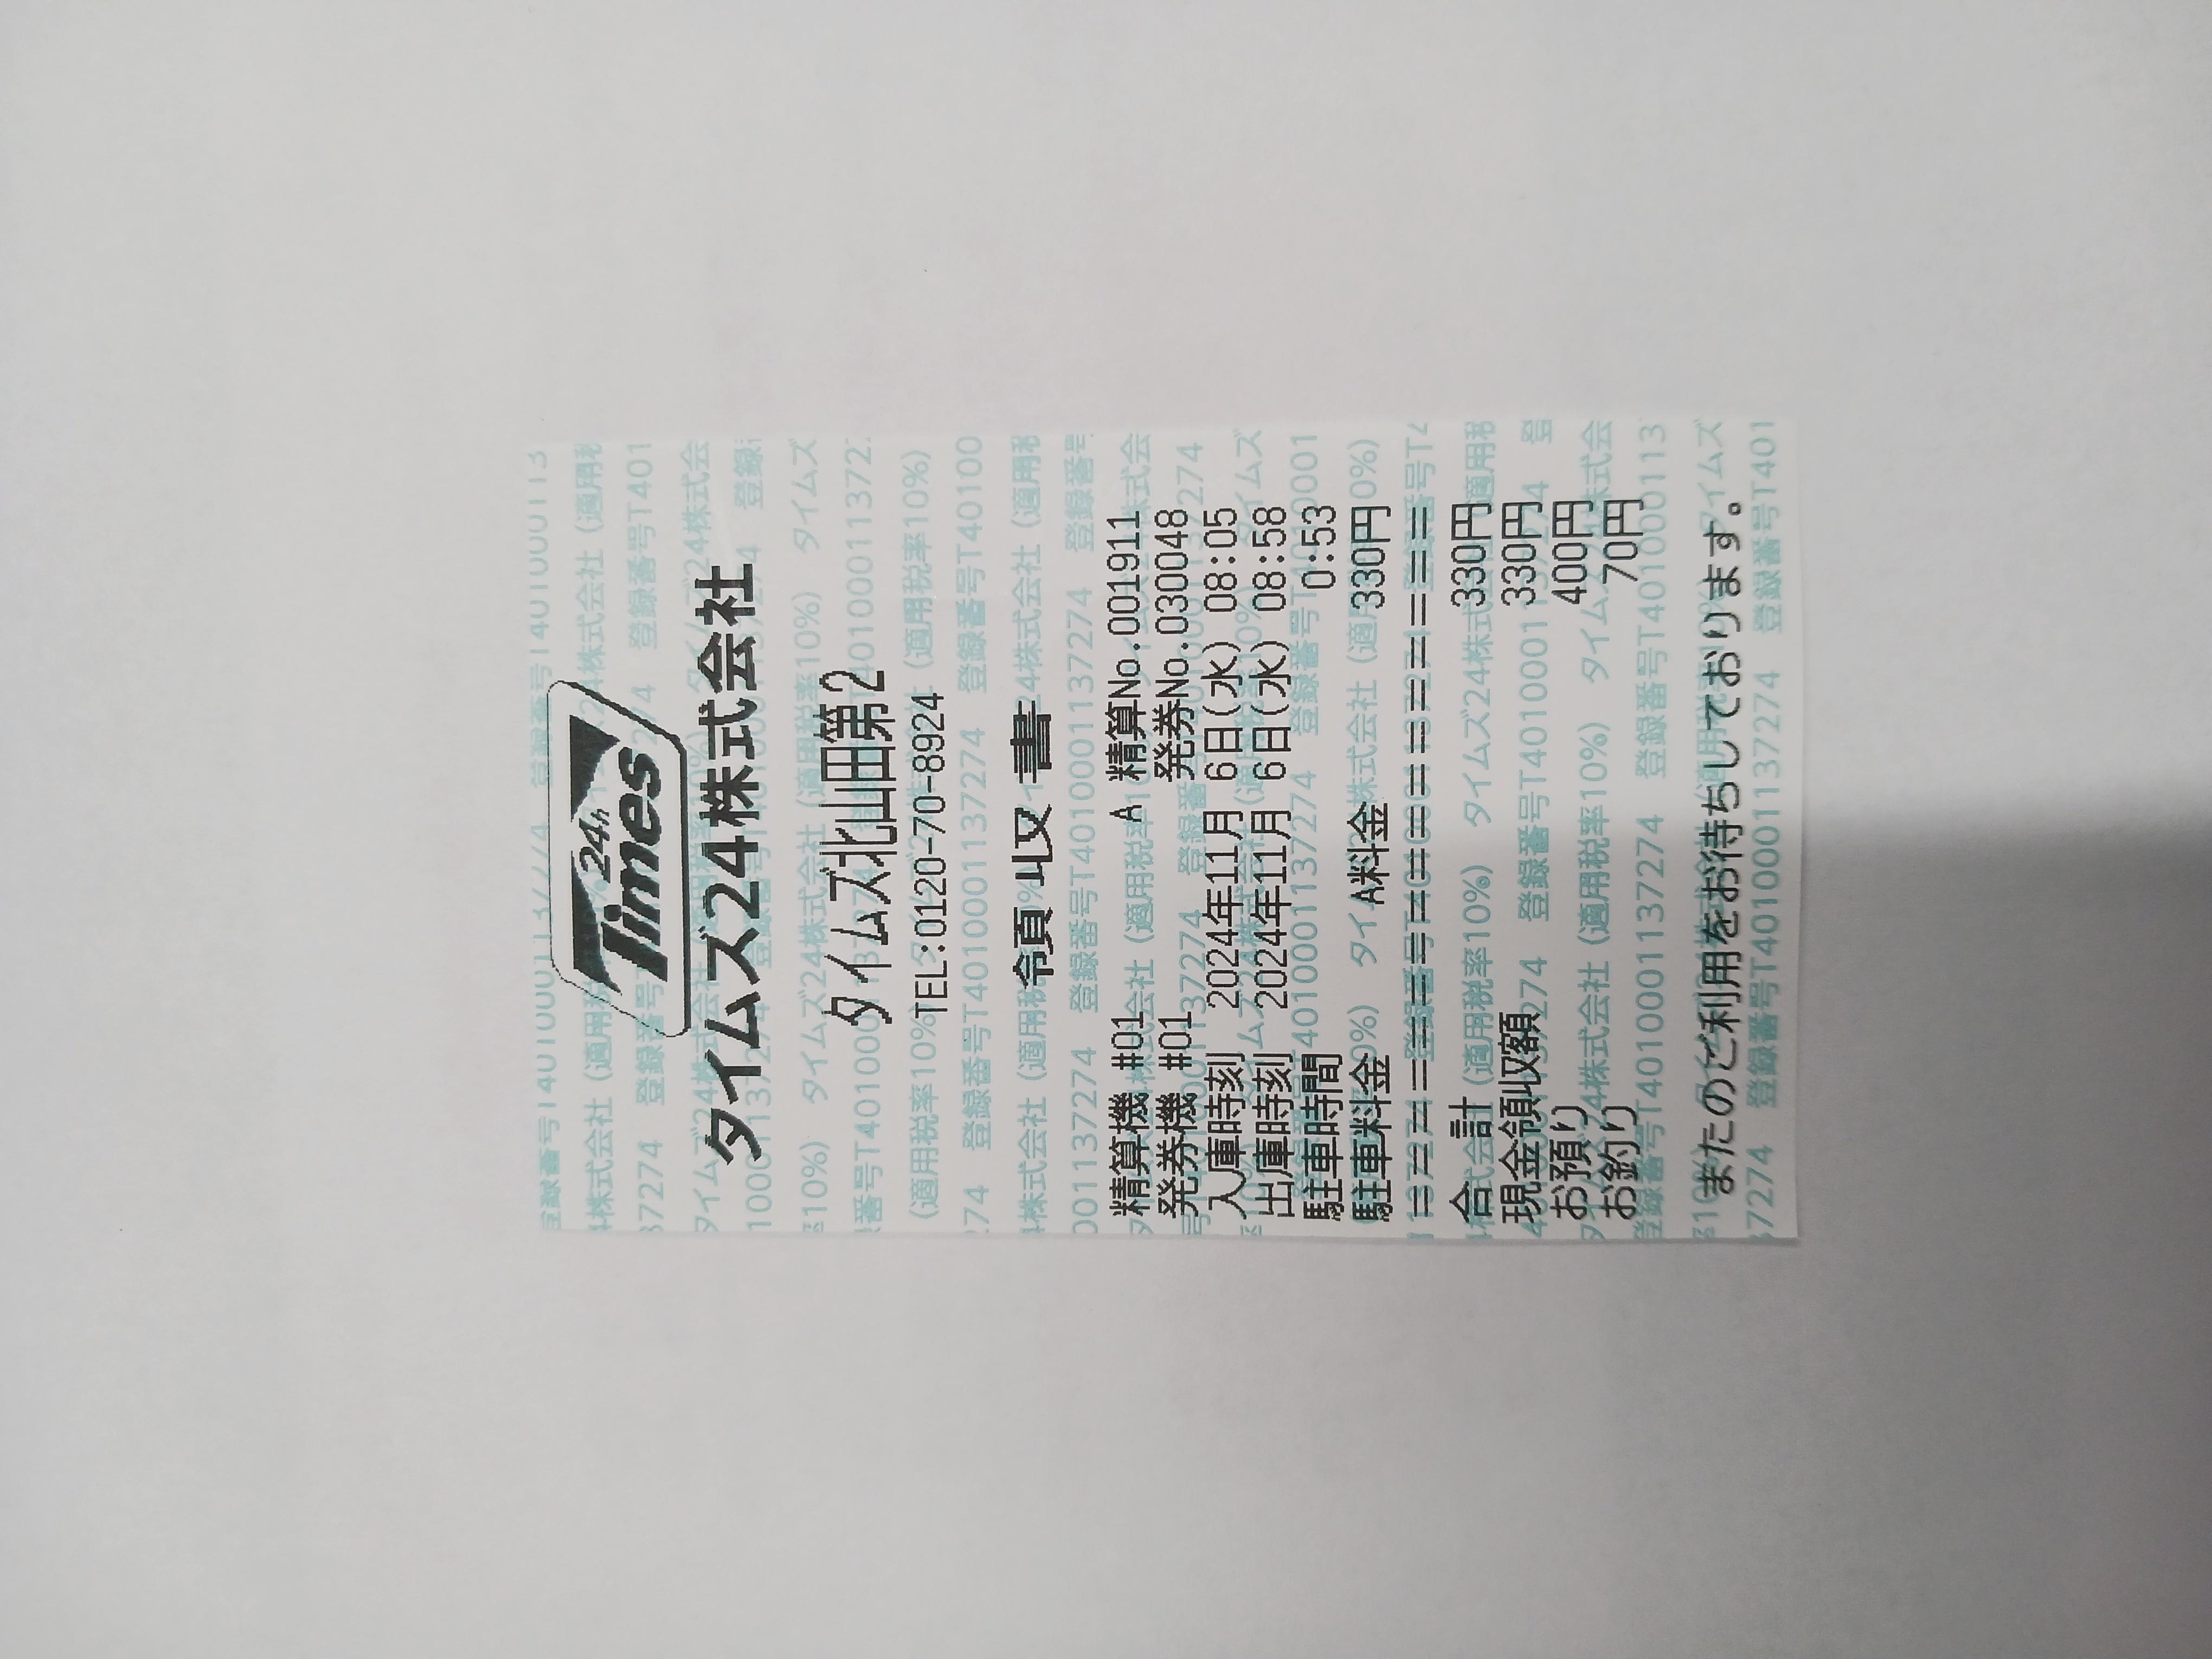 24h
Times
タイムズ24株式会社
タイムズ北山田第2
TEL:0120-70-8924
領収書
精算機 #01 A 精算No.001911
発券機 #01 発券No.030048
入庫時刻 2024年11月 6日(水) 08:05
出庫時刻 2024年11月 6日(水) 08:58
駐車時間 0:53
駐車料金 A料金 330円
合 計 330円
現金領収額 330円
お預り 400円
お釣り 70円
またのご利用をお待ちしております。
タイムズ24株式会社 (適用税率10%) 登録番号T4010001137274